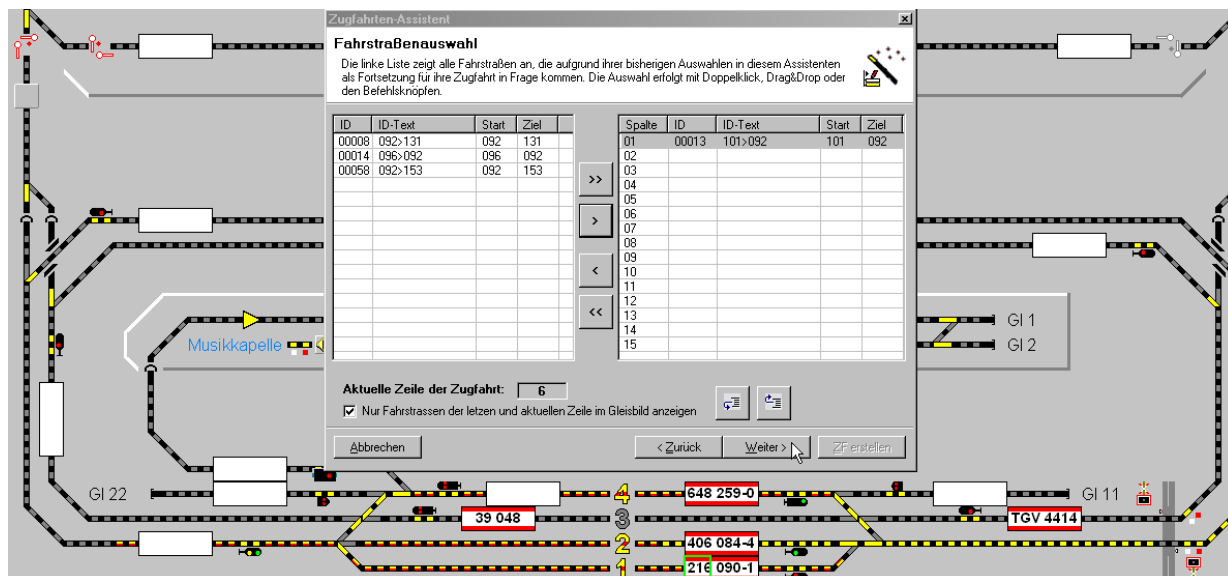 Zugfahrten-Assistent
Fahrstraßenauswahl
Die linke Liste zeigt alle Fahrstraßen an, die aufgrund ihrer bisherigen Auswahlen in diesem Assistenten
als Fortsetzung für ihre Zugfahrt in Frage kommen. Die Auswahl erfolgt mit Doppelklick, Drag&Drop oder
den Befehlsknöpfen.
ID ID-Text Start Ziel
00008 092>131 092 131
00014 096>092 096 092
00058 092>153 092 153
>>
>
<
<<
Spalte ID ID-Text Start Ziel
01 00013 101>092 101 092
02
03
04
05
06
07
08
09
10
11
12
13
14
15
Aktuelle Zeile der Zugfahrt: 6
Nur Fahrstrassen der letzen und aktuellen Zeile im Gleisbild anzeigen
Abbrechen
< Zurück
Weiter >
ZF erstellen
Musikkapelle
Gl 1
Gl 2
Gl 22
4
648 259-0
Gl 11
39 048
3
TGV 4414
2
406 084-4
1
216 090-1